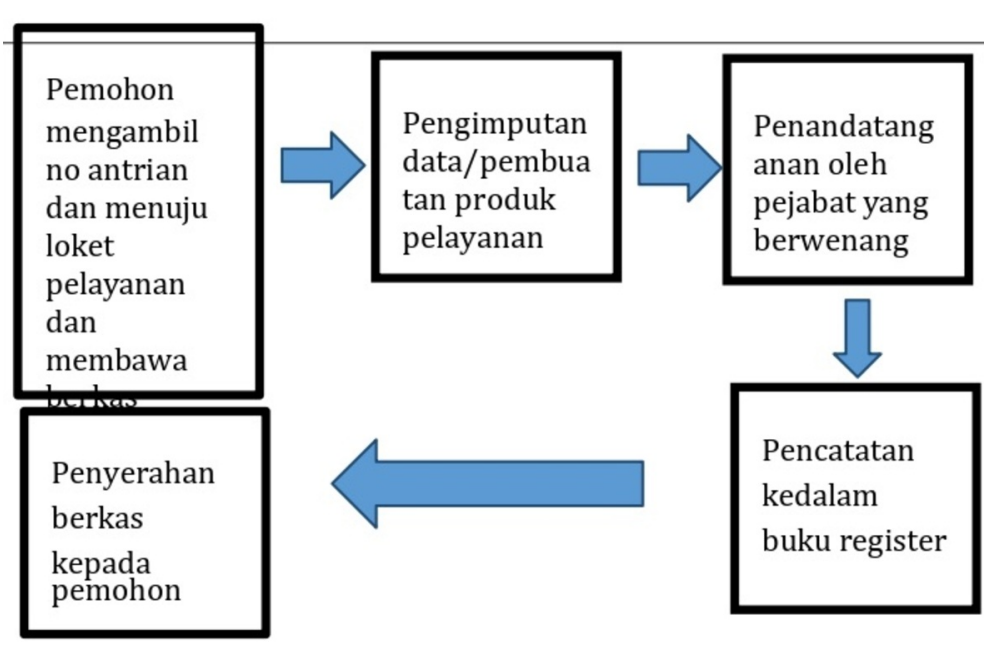 Pemohon
mengambil
no antrian
dan menuju
loket
pelayanan
dan
membawa
berkas
Pengimputan
data/pembua
tan produk
pelayanan
Penandatang
anan oleh
pejabat yang
berwenang
Pencatatan
kedalam
buku register
Penyerahan
berkas
kepada
pemohon